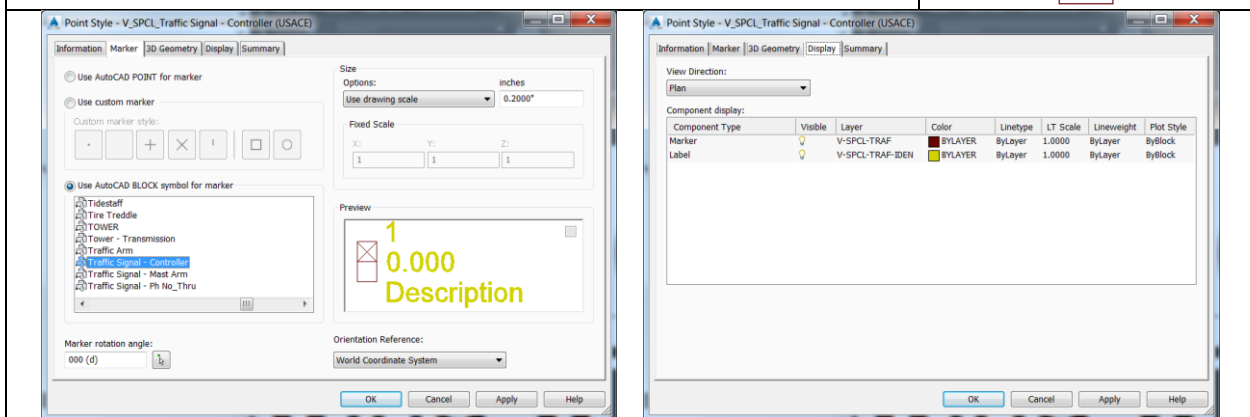 Point Style - V_SPCL_Traffic Signal - Controller (USACE)
Information Marker 3D Geometry Display Summary
Use AutoCAD POINT for marker
Use custom marker
Custom marker style:
Use AutoCAD BLOCK symbol for marker
Tidestaff
Tire Treddle
TOWER
Tower - Transmission
Traffic Arm
Traffic Signal - Controller
Traffic Signal - Mast Arm
Traffic Signal - Ph No_Thru
Marker rotation angle:
000 (d)
Size
Options: inches
Use drawing scale 0.2000"
Fixed Scale
X: Y: Z:
1 1 1
Preview
1
0.000
Description
Orientation Reference:
World Coordinate System
OK Cancel Apply Help
Point Style - V_SPCL_Traffic Signal - Controller (USACE)
Information Marker 3D Geometry Display Summary
View Direction:
Plan
Component display:
Component Type Visible Layer Color Linetype LT Scale Lineweight Plot Style
Marker V-SPCL-TRAF BYLAYER ByLayer 1.0000 ByLayer ByBlock
Label V-SPCL-TRAF-IDEN BYLAYER ByLayer 1.0000 ByLayer ByBlock
OK Cancel Apply Help